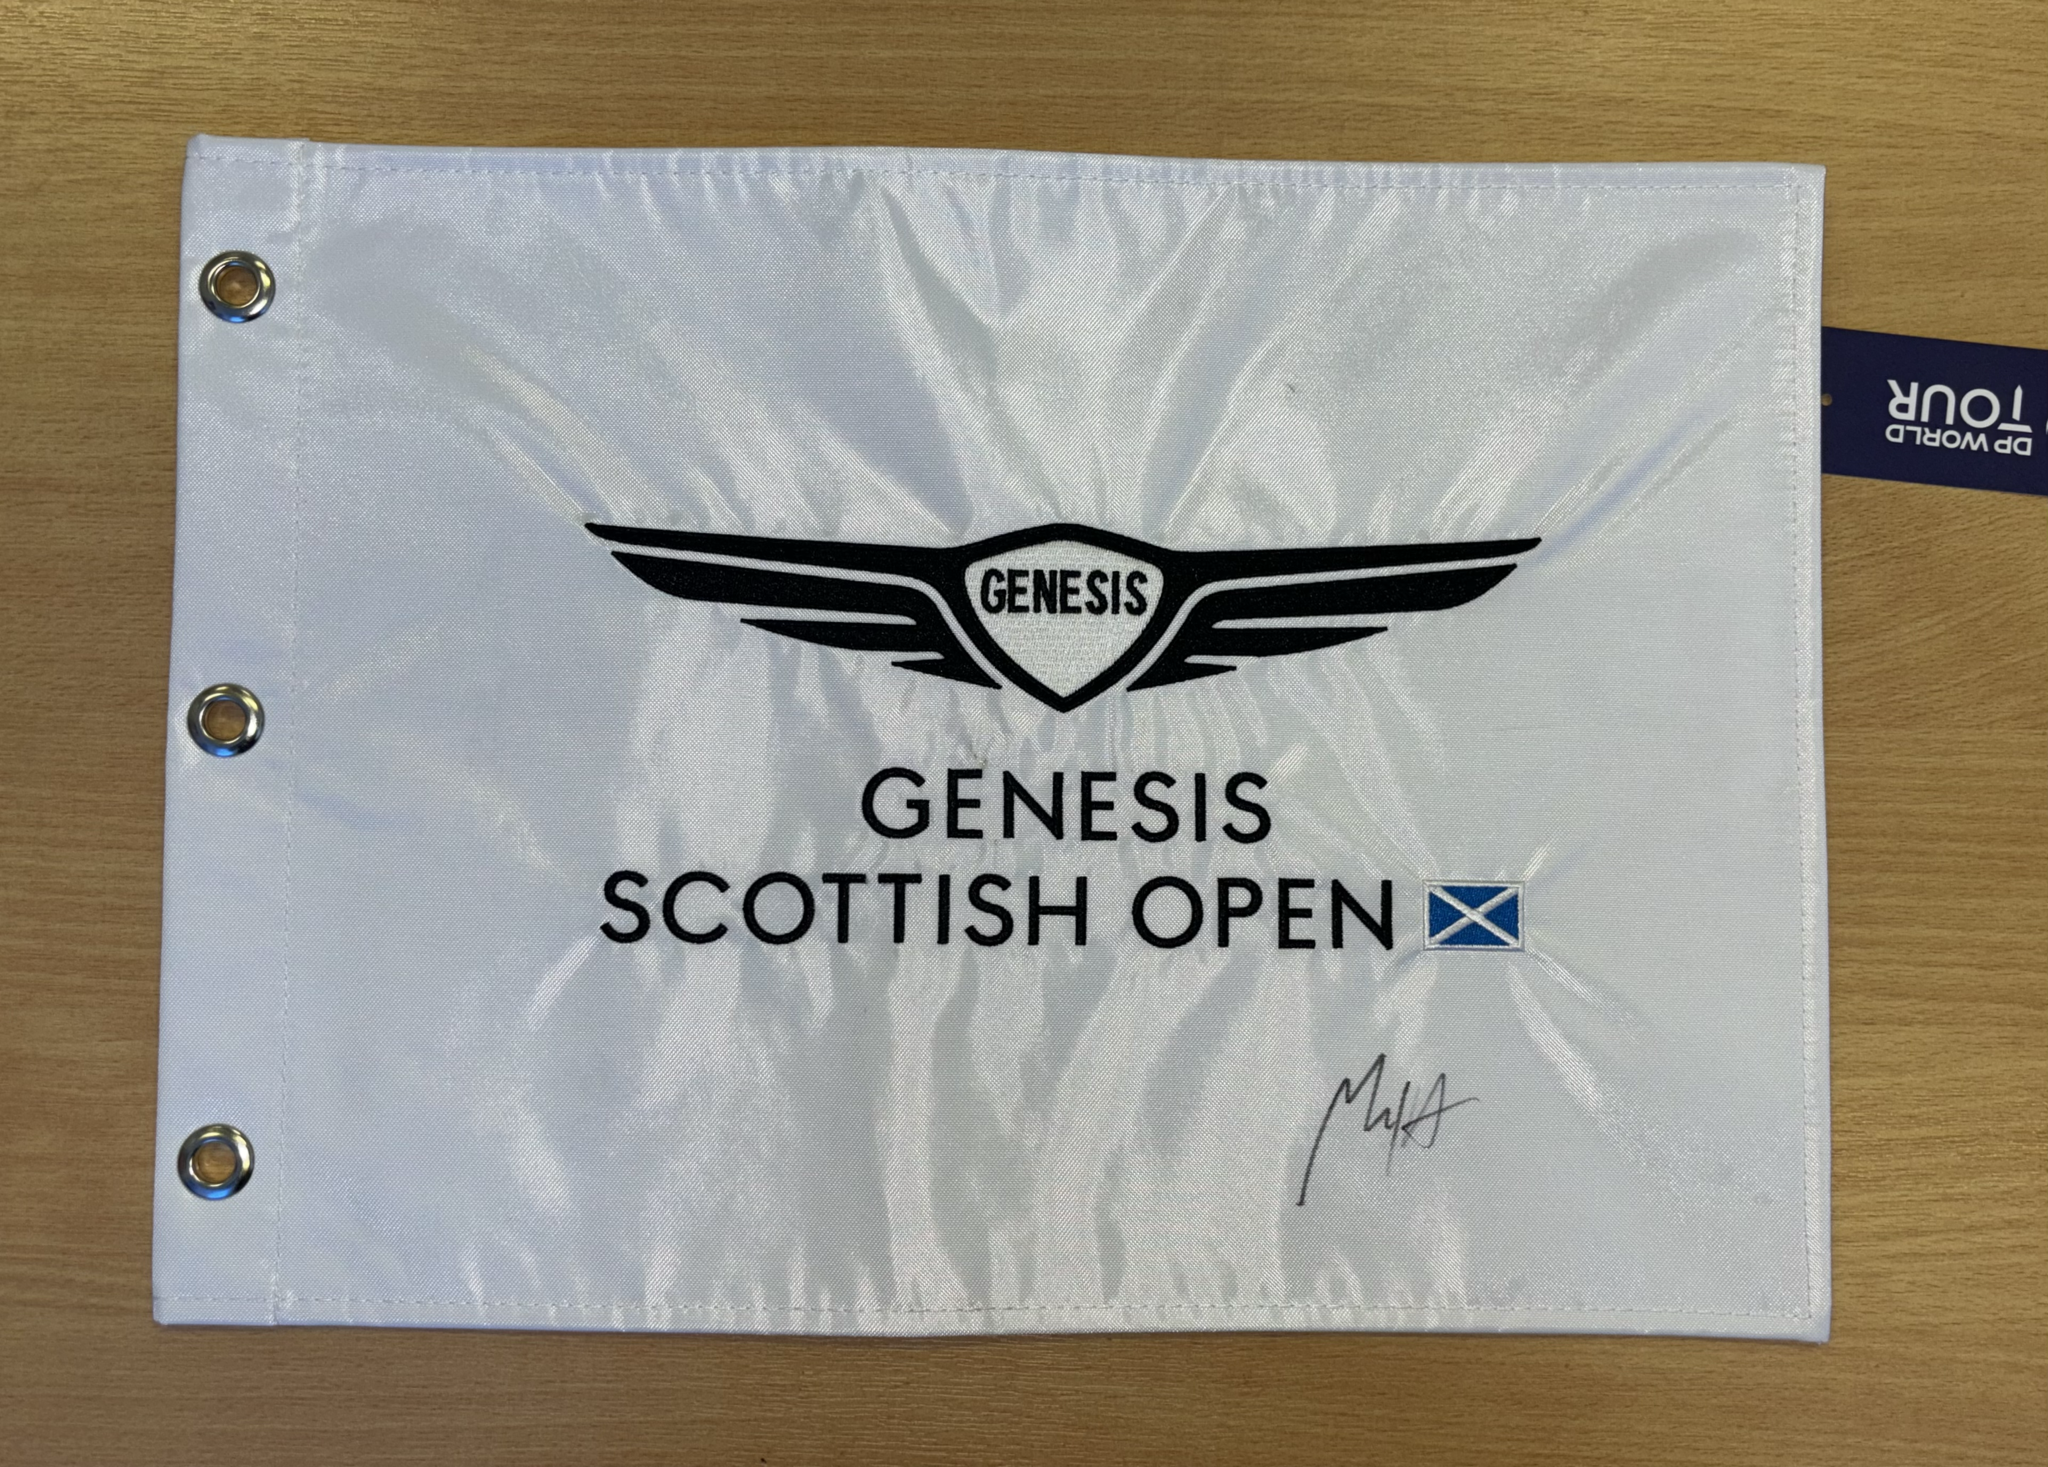 GENESIS
GENESIS
SCOTTISH OPEN
DP WORLD
TOUR